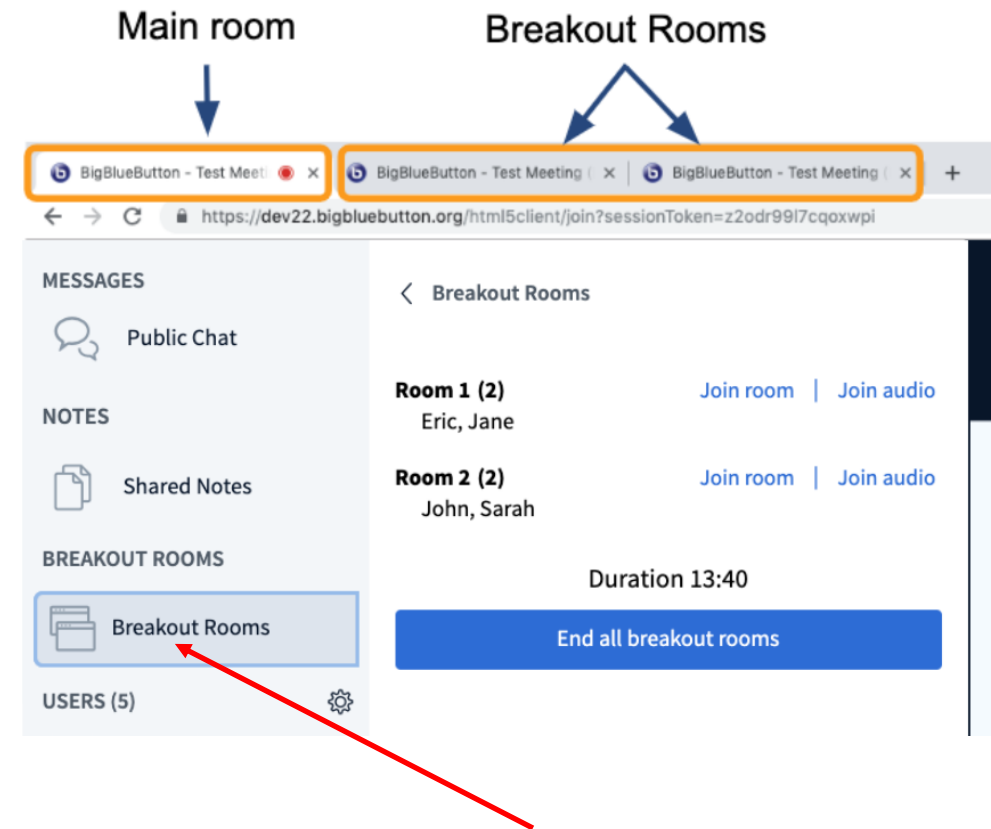 Main room
Breakout Rooms
BigBlueButton - Test Meet
BigBlueButton - Test Meeting (
BigBlueButton - Test Meeting (
https://dev22.bigbluebutton.org/html5client/join?sessionToken=z2odr99l7cqoxwpi
MESSAGES
Public Chat
NOTES
Shared Notes
BREAKOUT ROOMS
Breakout Rooms
USERS (5)
Breakout Rooms
Room 1 (2) Join room | Join audio
Eric, Jane
Room 2 (2) Join room | Join audio
John, Sarah
Duration 13:40
End all breakout rooms